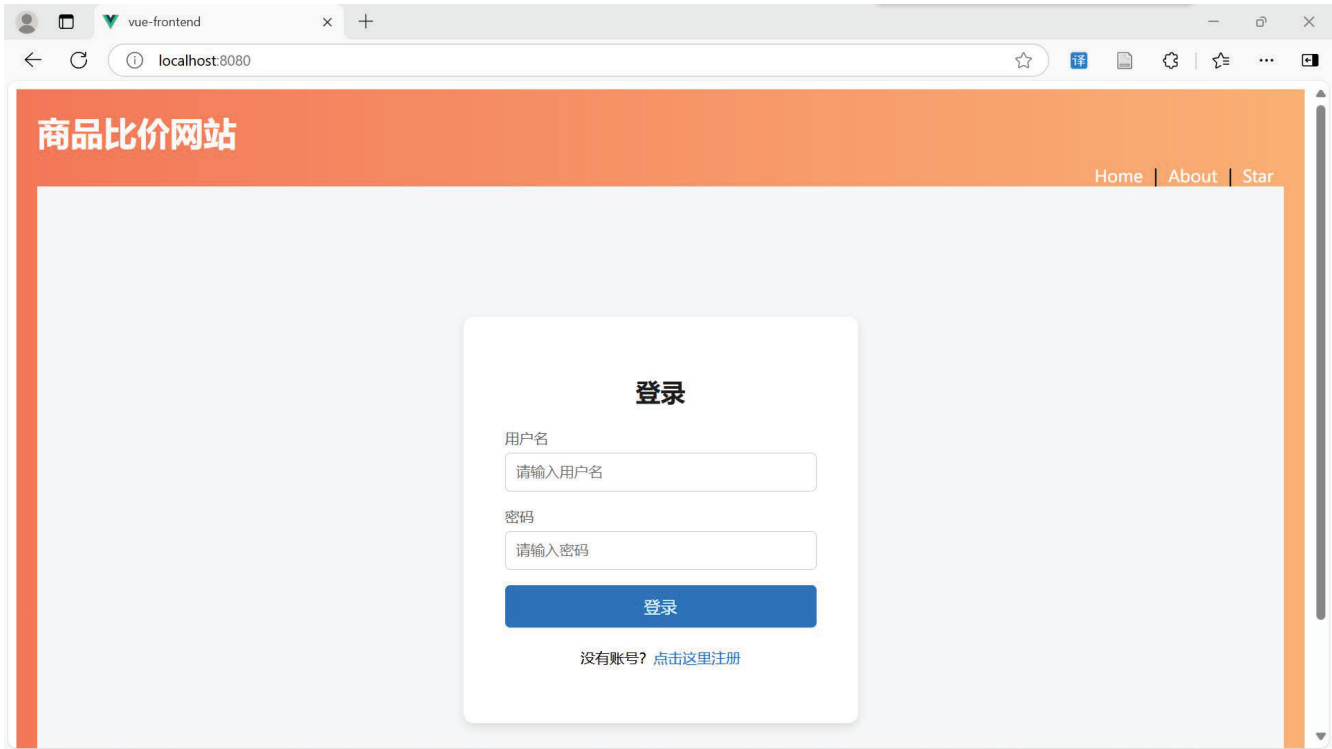 vue-frontend
localhost:8080
译
商品比价网站
Home | About | Star
登录
用户名
请输入用户名
密码
请输入密码
登录
没有账号？点击这里注册